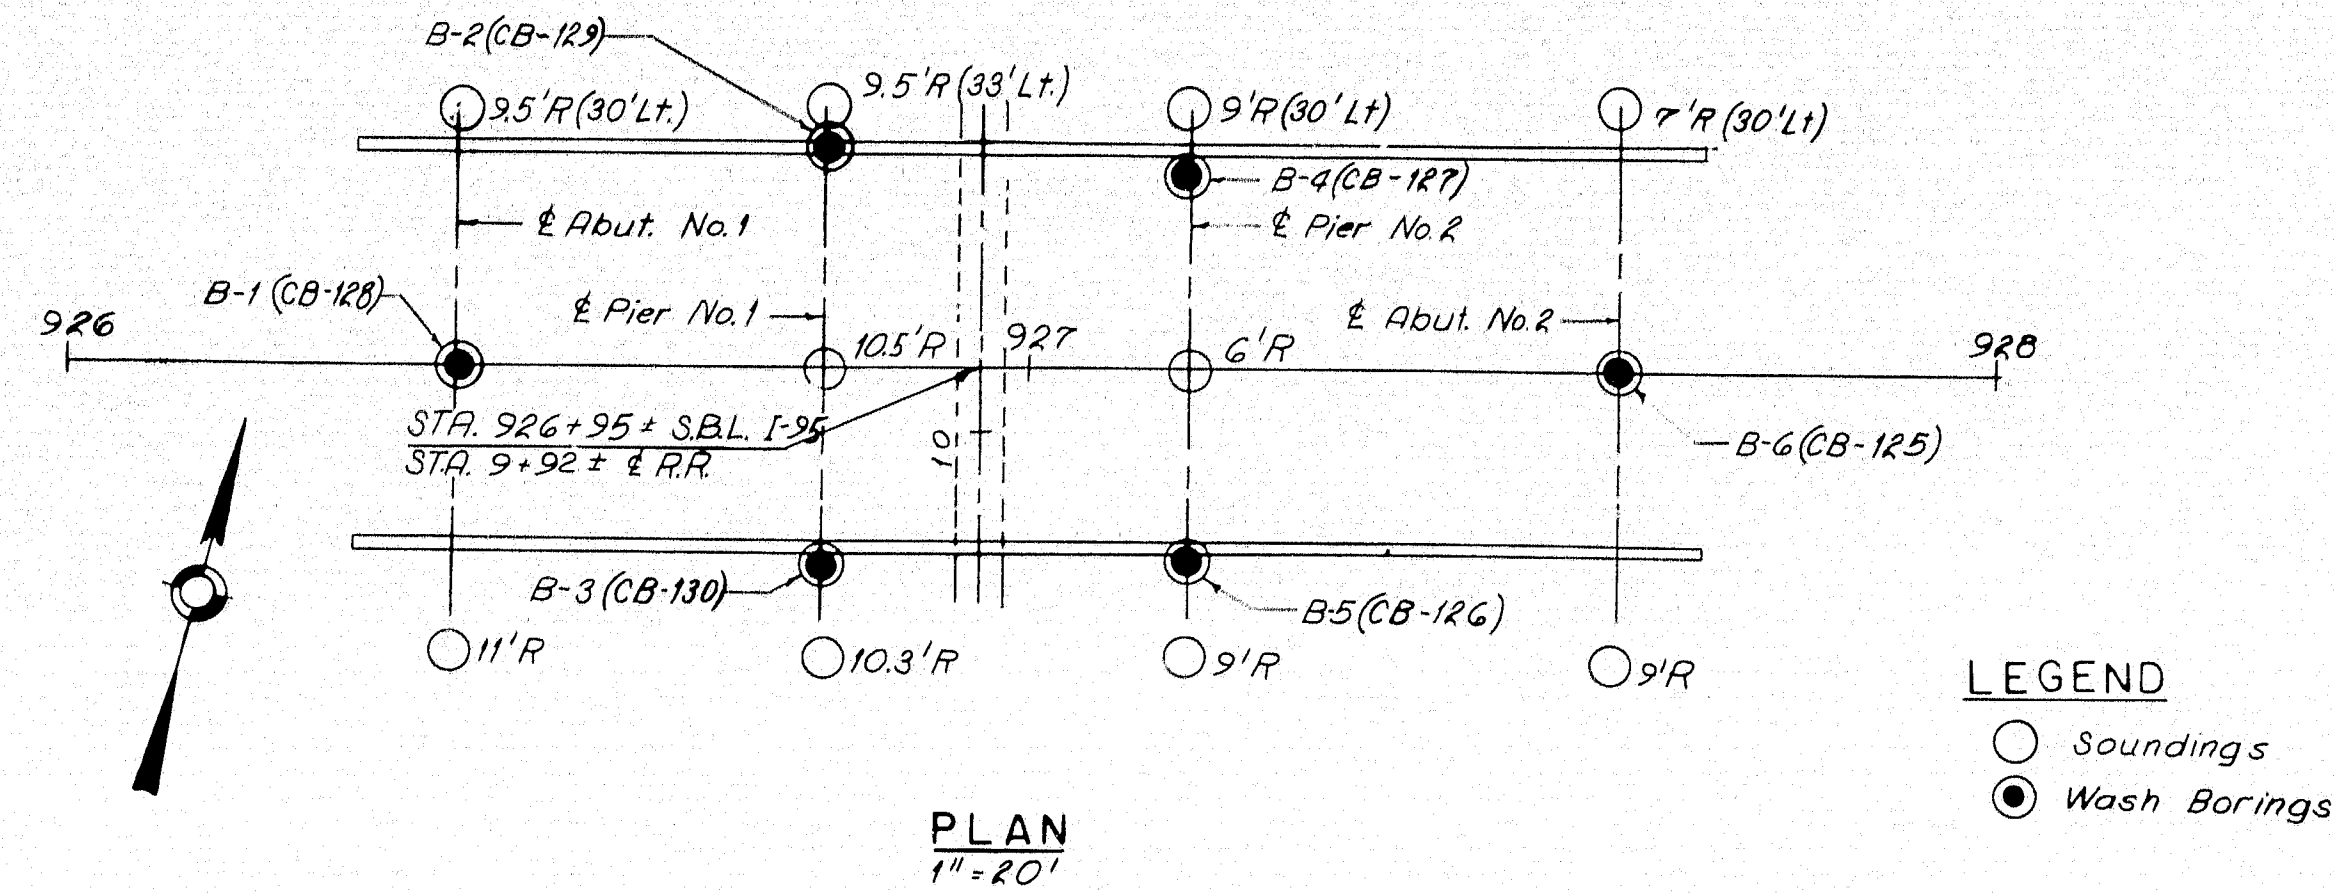 B-2 (CB-129)
9.5'R (30'Lt.)
9.5'R (33'Lt.)
9'R (30'Lt)
7'R (30'Lt)
B-4 (CB-127)
℄ Abut. No. 1
℄ Pier No. 2
B-1 (CB-128)
℄ Pier No. 1
℄ Abut. No. 2
926
10.5'R
927
6'R
928
STA. 926+95 ± S.B.L. I-95
STA. 9+92 ± ℄ R.R.
10
B-6 (CB-125)
B-3 (CB-130)
B-5 (CB-126)
11'R
10.3'R
9'R
9'R
LEGEND
Soundings
Wash Borings
PLAN
1" = 20'